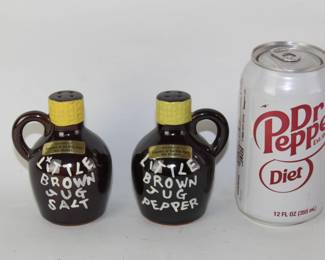 LITTLE
BROWN
JUG
SALT
LITTLE
BROWN
JUG
PEPPER
Dr
Pepper
Diet
12 FL OZ (355 mL)